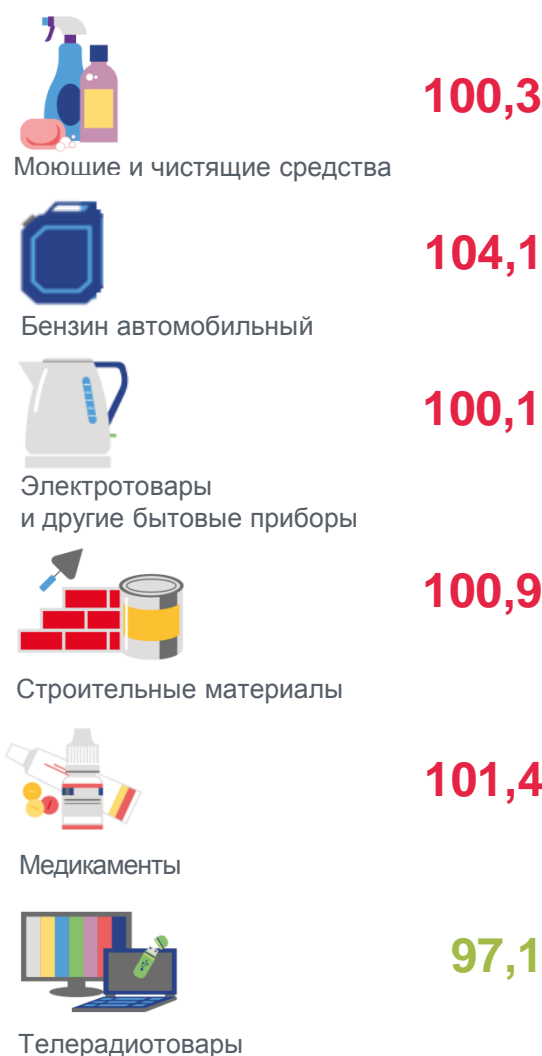 100,3
Моющие и чистящие средства
104,1
Бензин автомобильный
100,1
Электротовары
и другие бытовые приборы
100,9
Строительные материалы
101,4
Медикаменты
97,1
Телерадиотовары